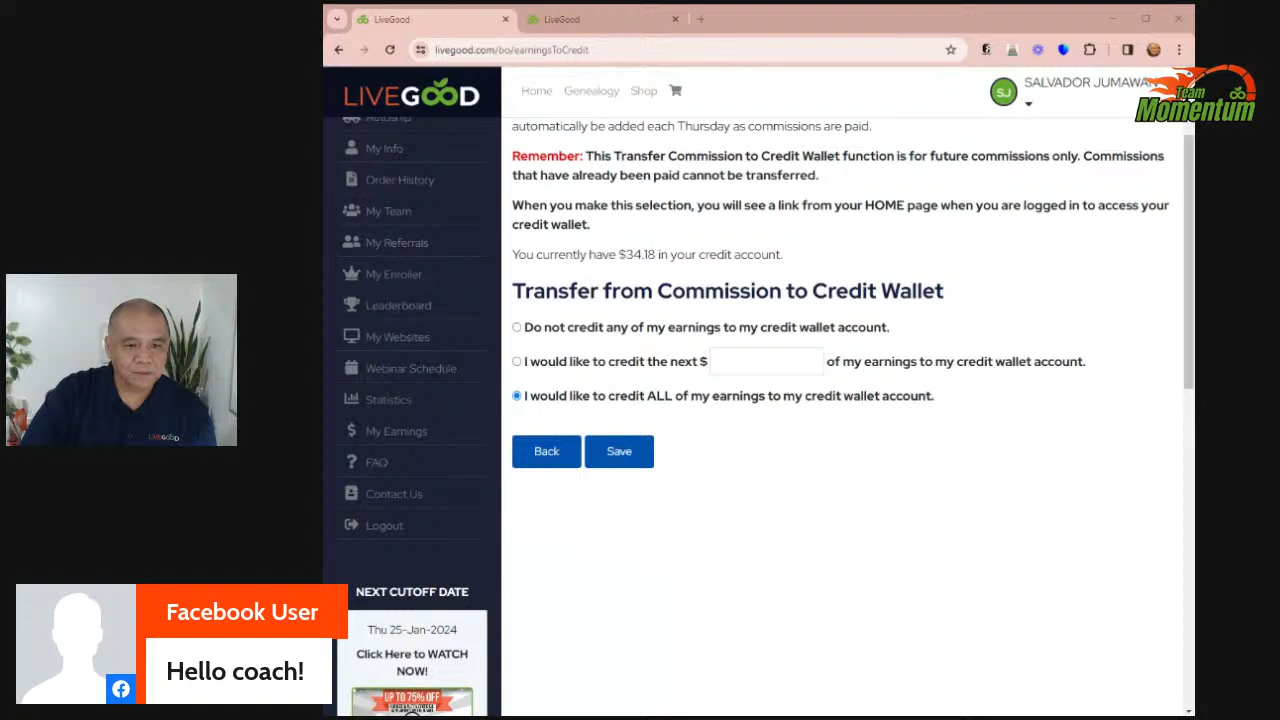 LiveGood
LiveGood
livegood.com/bo/earningsToCredit
LIVEGOOD
Home Genealogy Shop
SJ
SALVADOR JUMAWAN
Team
Momentum
Autoship
My Info
Order History
My Team
My Referrals
My Enroller
Leaderboard
My Websites
Webinar Schedule
Statistics
My Earnings
FAQ
Contact Us
Logout
NEXT CUTOFF DATE
Thu 25-Jan-2024
Click Here to WATCH
NOW!
UP TO 75% OFF
automatically be added each Thursday as commissions are paid.
Remember: This Transfer Commission to Credit Wallet function is for future commissions only. Commissions
that have already been paid cannot be transferred.
When you make this selection, you will see a link from your HOME page when you are logged in to access your
credit wallet.
You currently have $34.18 in your credit account.
Transfer from Commission to Credit Wallet
Do not credit any of my earnings to my credit wallet account.
I would like to credit the next $ of my earnings to my credit wallet account.
I would like to credit ALL of my earnings to my credit wallet account.
Back Save
LIVEGOOD
Facebook User
Hello coach!